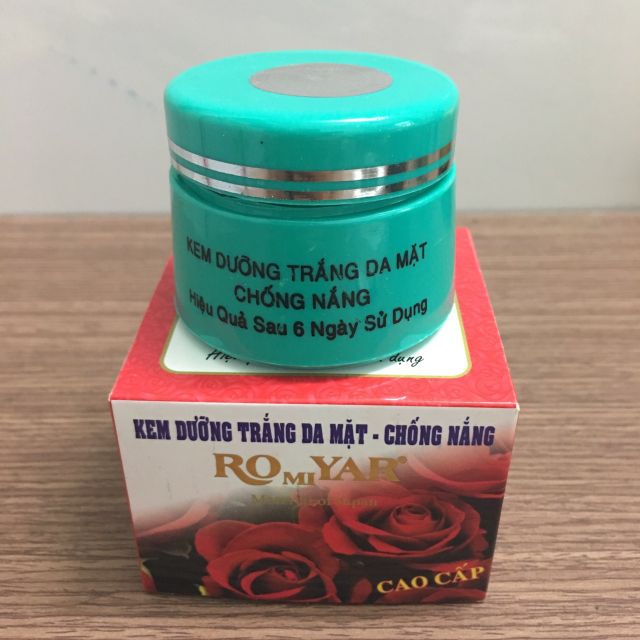 KEM DƯỠNG TRẮNG DA MẶT
CHỐNG NẮNG
Hiệu Quả Sau 6 Ngày Sử Dụng
dụng
KEM DƯỠNG TRẮNG DA MẶT - CHỐNG NẮNG
ROMIYAR®
CAO CẤP